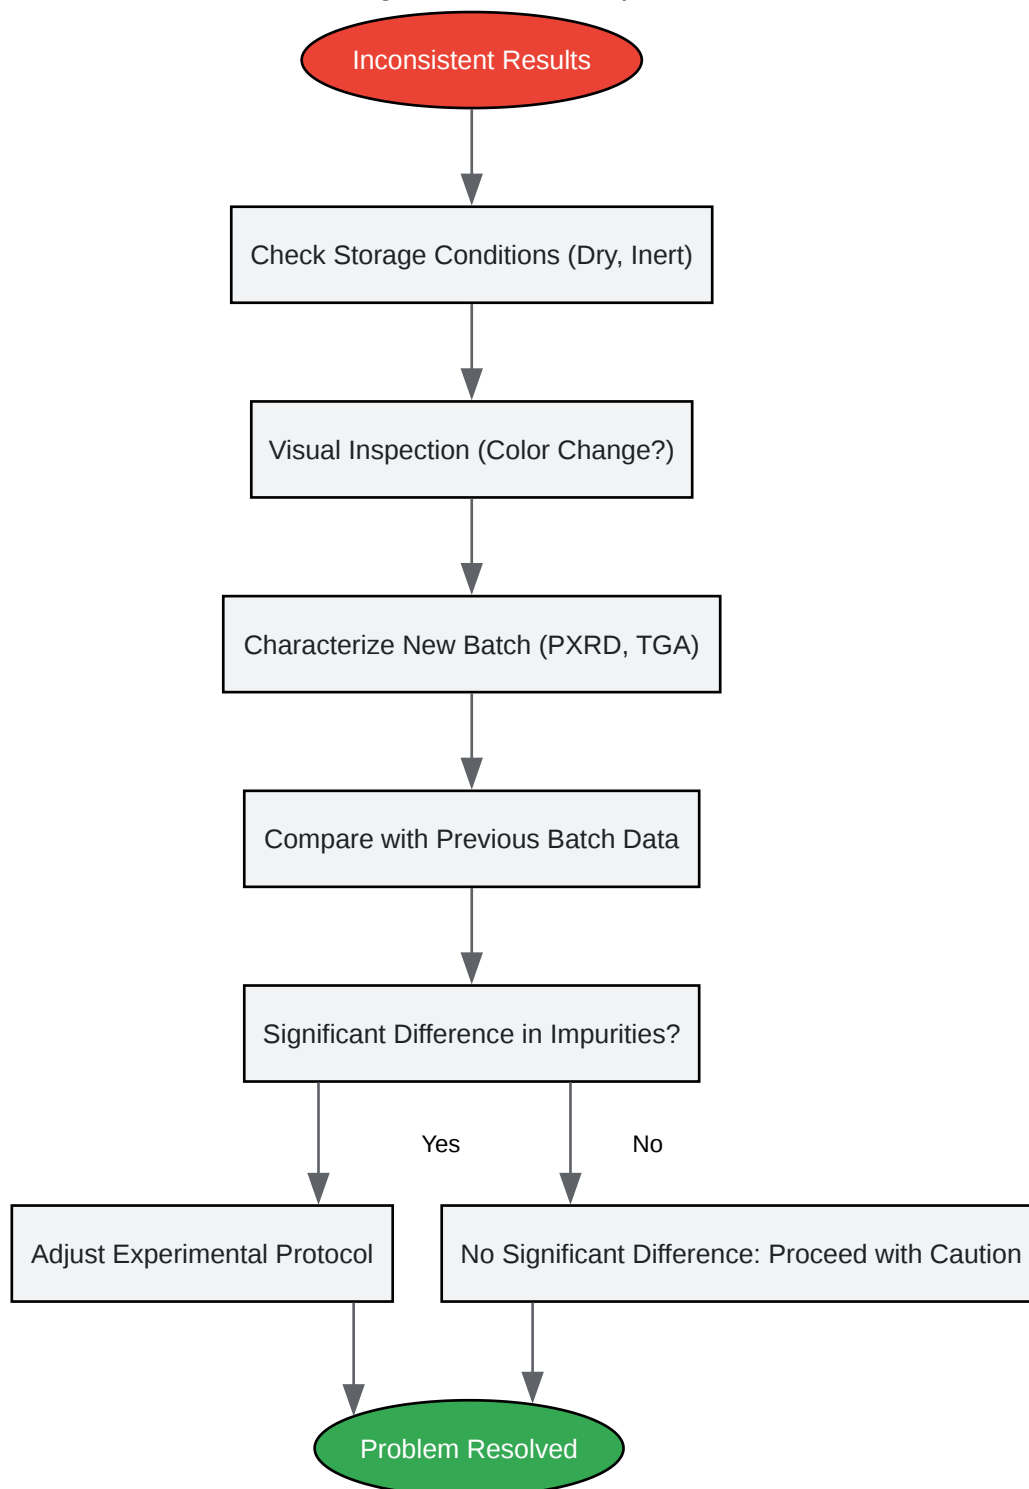 Inconsistent Results
Check Storage Conditions (Dry, Inert)
Visual Inspection (Color Change?)
Characterize New Batch (PXRD, TGA)
Compare with Previous Batch Data
Significant Difference in Impurities?
Yes
No
Adjust Experimental Protocol
No Significant Difference: Proceed with Caution
Problem Resolved